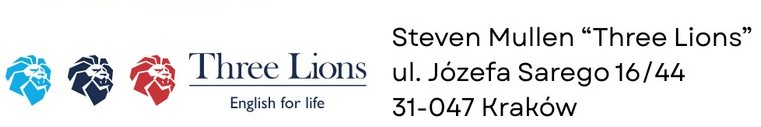 Three Lions
English for life
Steven Mullen “Three Lions”
ul. Józefa Sarego 16/44
31-047 Kraków